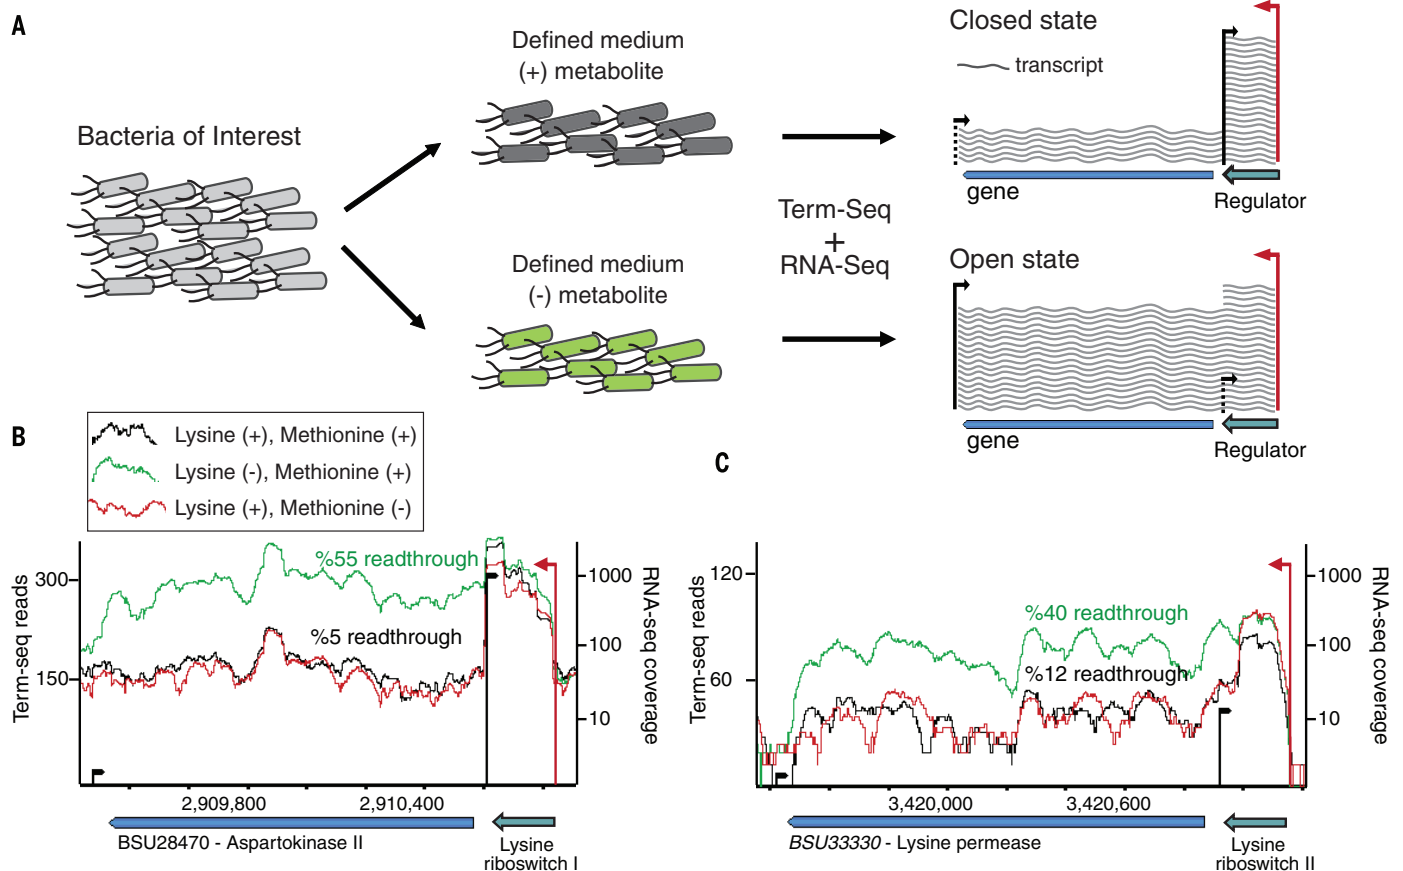 A
Bacteria of Interest
Defined medium
(+) metabolite
Defined medium
(-) metabolite
Term-Seq
+
RNA-Seq
Closed state
transcript
gene
Regulator
Open state
gene
Regulator
B
Lysine (+), Methionine (+)
Lysine (-), Methionine (+)
Lysine (+), Methionine (-)
Term-seq reads
300
150
%55 readthrough
%5 readthrough
1000
100
10
RNA-seq coverage
2,909,800
2,910,400
BSU28470 - Aspartokinase II
Lysine
riboswitch I
C
Term-seq reads
120
60
%40 readthrough
%12 readthrough
1000
100
10
RNA-seq coverage
3,420,000
3,420,600
BSU33330 - Lysine permease
Lysine
riboswitch II